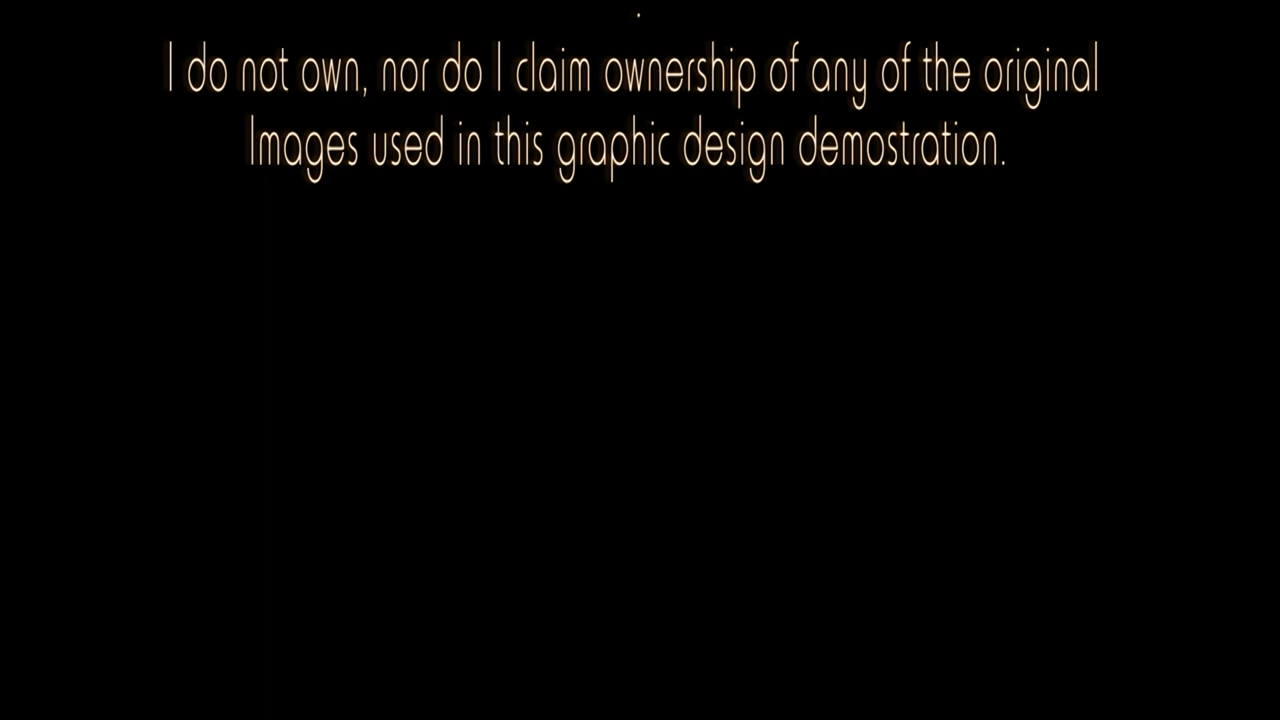 I do not own, nor do I claim ownership of any of the original
Images used in this graphic design demostration.